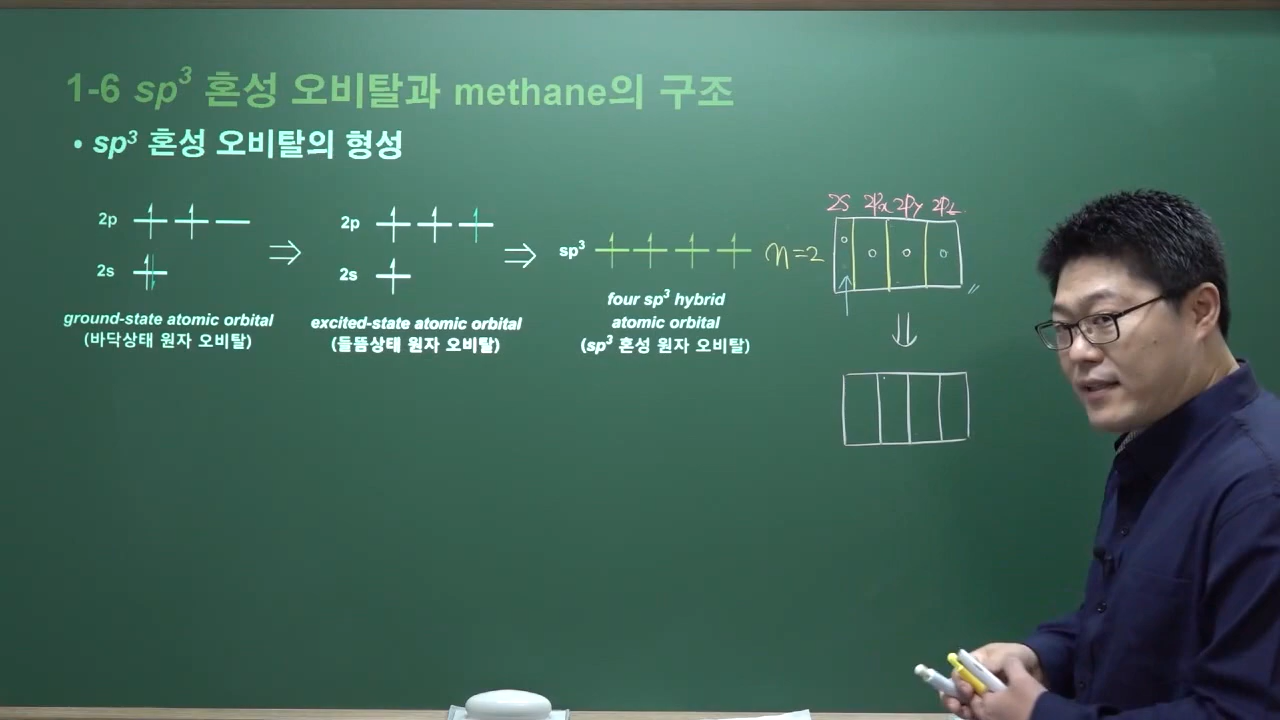 1-6 sp³ 혼성 오비탈과 methane의 구조
• sp³ 혼성 오비탈의 형성
2p
2s
ground-state atomic orbital
(바닥상태 원자 오비탈)
⇒
2p
2s
excited-state atomic orbital
(들뜸상태 원자 오비탈)
⇒
sp³
four sp³ hybrid
atomic orbital
(sp³ 혼성 원자 오비탈)
2S 2Px 2Py 2Pz
n=2